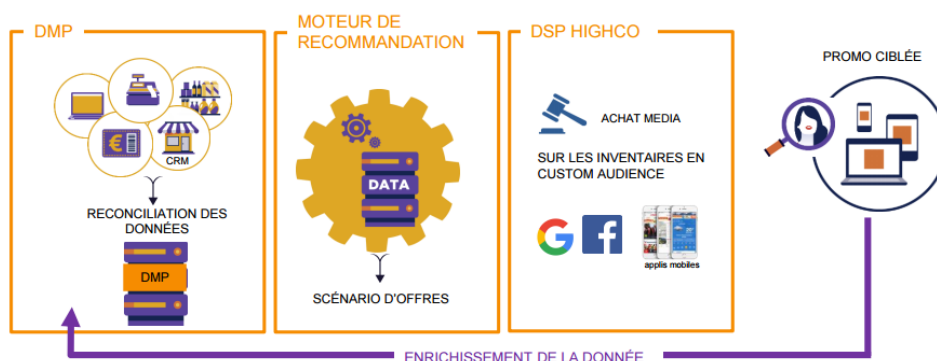 DMP
CRM
RECONCILIATION DES
DONNÉES
DMP
MOTEUR DE
RECOMMANDATION
DATA
SCÉNARIO D'OFFRES
DSP HIGHCO
ACHAT MEDIA
SUR LES INVENTAIRES EN
CUSTOM AUDIENCE
applis mobiles
PROMO CIBLÉE
ENRICHISSEMENT DE LA DONNÉE